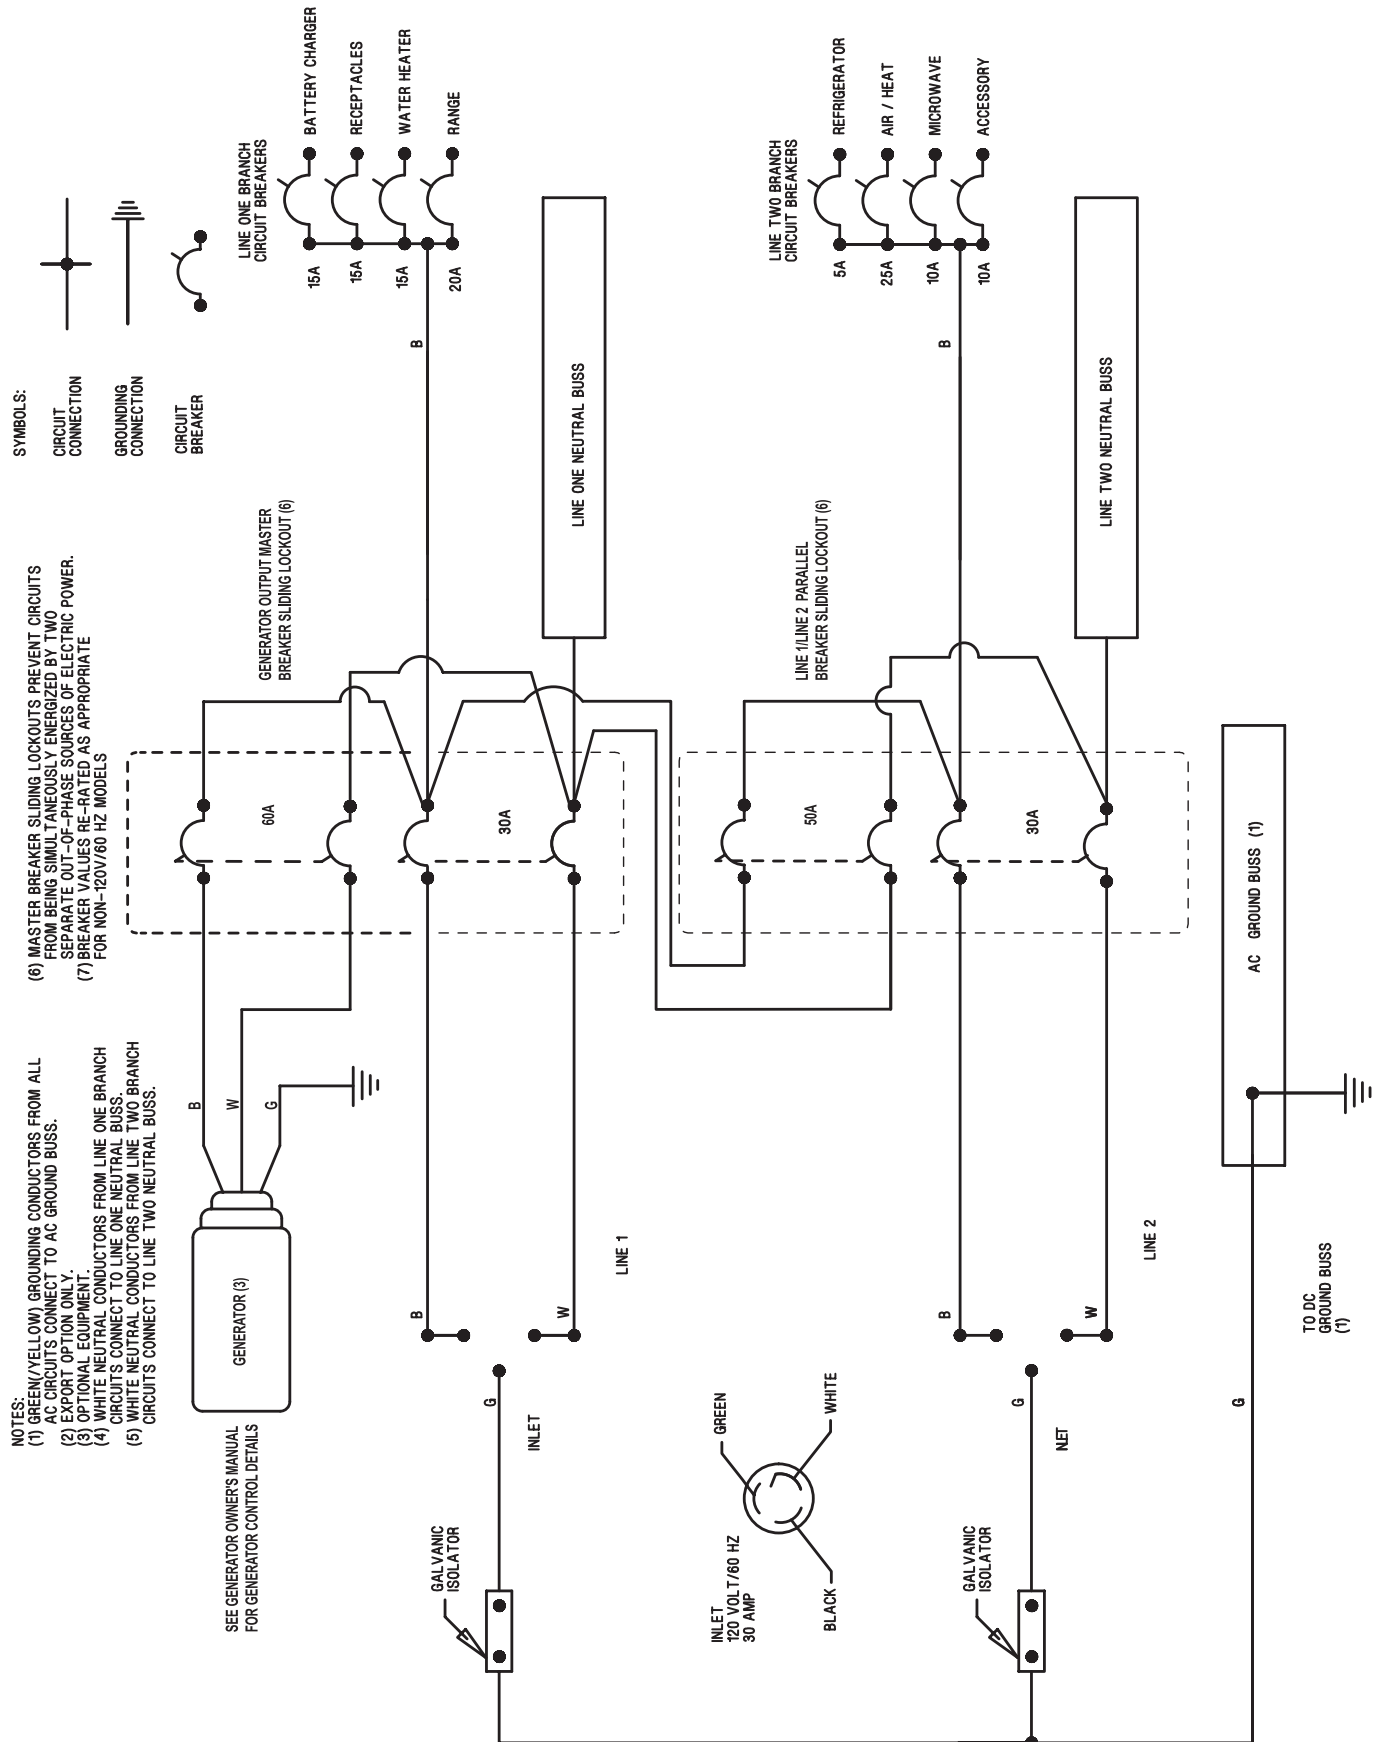 NOTES:
(1) GREEN(/YELLOW) GROUNDING CONDUCTORS FROM ALL
AC CIRCUITS CONNECT TO AC GROUND BUSS.
(2) EXPORT OPTION ONLY.
(3) OPTIONAL EQUIPMENT.
(4) WHITE NEUTRAL CONDUCTORS FROM LINE ONE BRANCH
CIRCUITS CONNECT TO LINE ONE NEUTRAL BUSS.
(5) WHITE NEUTRAL CONDUCTORS FROM LINE TWO BRANCH
CIRCUITS CONNECT TO LINE TWO NEUTRAL BUSS.
(6) MASTER BREAKER SLIDING LOCKOUTS PREVENT CIRCUITS
FROM BEING SIMULTANEOUSLY ENERGIZED BY TWO
SEPARATE OUT-OF-PHASE SOURCES OF ELECTRIC POWER.
(7) BREAKER VALUES RE-RATED AS APPROPRIATE
FOR NON-120V/60 HZ MODELS
SYMBOLS:
CIRCUIT
CONNECTION
GROUNDING
CONNECTION
CIRCUIT
BREAKER
SEE GENERATOR OWNER'S MANUAL
FOR GENERATOR CONTROL DETAILS
GENERATOR (3)
B
W
G
60A
GENERATOR OUTPUT MASTER
BREAKER SLIDING LOCKOUT (6)
LINE ONE BRANCH
CIRCUIT BREAKERS
15A
BATTERY CHARGER
15A
RECEPTACLES
15A
WATER HEATER
20A
RANGE
GALVANIC
ISOLATOR
G
INLET
B
W
LINE 1
30A
B
LINE ONE NEUTRAL BUSS
INLET
120 VOLT/60 HZ
30 AMP
GREEN
WHITE
BLACK
50A
LINE 1/LINE 2 PARALLEL
BREAKER SLIDING LOCKOUT (6)
LINE TWO BRANCH
CIRCUIT BREAKERS
5A
REFRIGERATOR
25A
AIR / HEAT
10A
MICROWAVE
10A
ACCESSORY
GALVANIC
ISOLATOR
G
NLET
B
W
LINE 2
30A
B
LINE TWO NEUTRAL BUSS
G
AC GROUND BUSS (1)
TO DC
GROUND BUSS
(1)